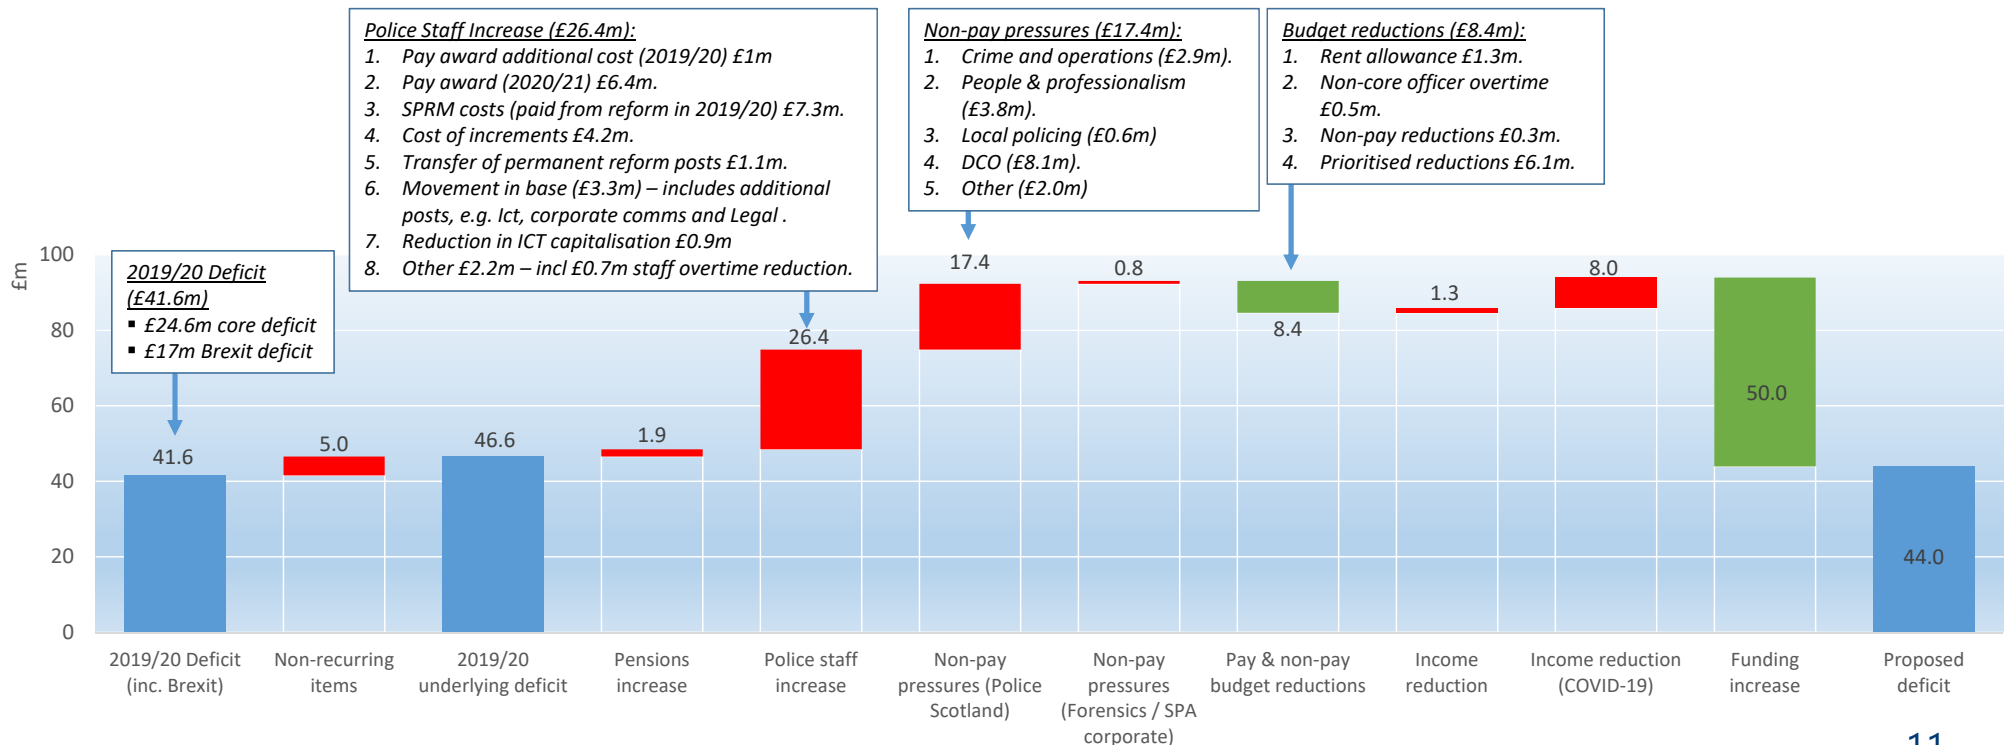 Police Staff Increase (£26.4m):
1. Pay award additional cost (2019/20) £1m
2. Pay award (2020/21) £6.4m.
3. SPRM costs (paid from reform in 2019/20) £7.3m.
4. Cost of increments £4.2m.
5. Transfer of permanent reform posts £1.1m.
6. Movement in base (£3.3m) – includes additional
posts, e.g. Ict, corporate comms and Legal .
7. Reduction in ICT capitalisation £0.9m
8. Other £2.2m – incl £0.7m staff overtime reduction.
Non-pay pressures (£17.4m):
1. Crime and operations (£2.9m).
2. People & professionalism
(£3.8m).
3. Local policing (£0.6m)
4. DCO (£8.1m).
5. Other (£2.0m)
Budget reductions (£8.4m):
1. Rent allowance £1.3m.
2. Non-core officer overtime
£0.5m.
3. Non-pay reductions £0.3m.
4. Prioritised reductions £6.1m.
2019/20 Deficit
(£41.6m)
▪ £24.6m core deficit
▪ £17m Brexit deficit
£m
100
80
60
40
20
0
41.6
5.0
46.6
1.9
26.4
17.4
0.8
8.4
1.3
8.0
50.0
44.0
2019/20 Deficit
(inc. Brexit)
Non-recurring
items
2019/20
underlying deficit
Pensions
increase
Police staff
increase
Non-pay
pressures (Police
Scotland)
Non-pay
pressures
(Forensics / SPA
corporate)
Pay & non-pay
budget reductions
Income
reduction
Income reduction
(COVID-19)
Funding
increase
Proposed
deficit
11